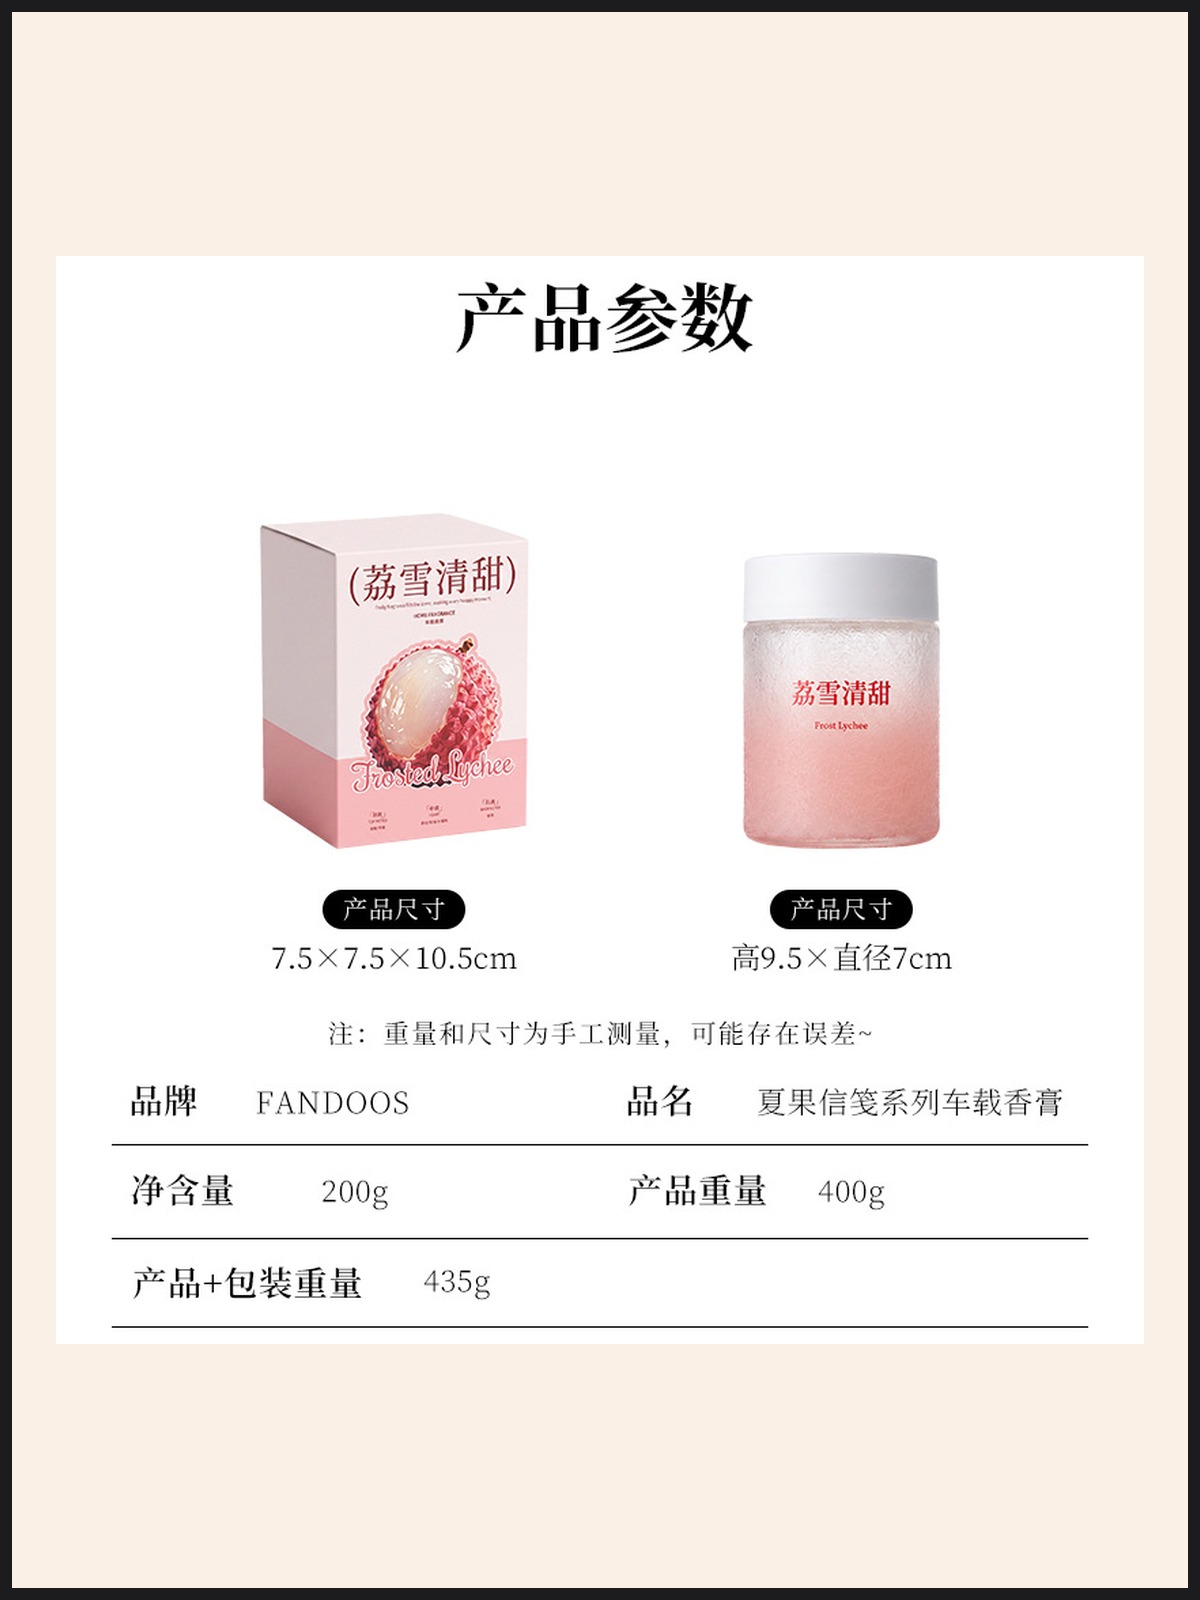 产品参数
(荔雪清甜)
HOME FRAGRANCE
Frosted Lychee
荔雪清甜
Frost Lychee
产品尺寸
7.5×7.5×10.5cm
产品尺寸
高9.5×直径7cm
注：重量和尺寸为手工测量，可能存在误差~
品牌 FANDOOS
品名 夏果信笺系列车载香膏
净含量 200g
产品重量 400g
产品+包装重量 435g